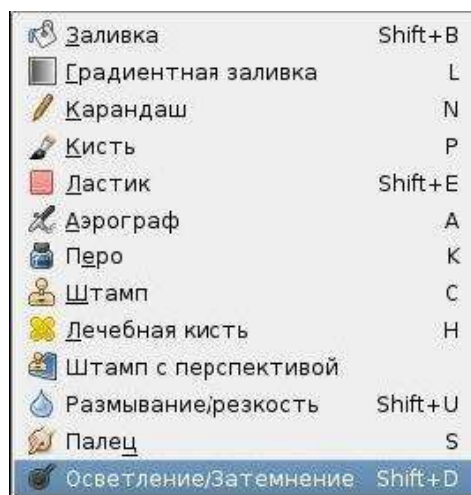 Заливка Shift+B
Градиентная заливка L
Карандаш N
Кисть P
Ластик Shift+E
Аэрограф A
Перо K
Штамп C
Лечебная кисть H
Штамп с перспективой
Размывание/резкость Shift+U
Палец S
Осветление/Затемнение Shift+D